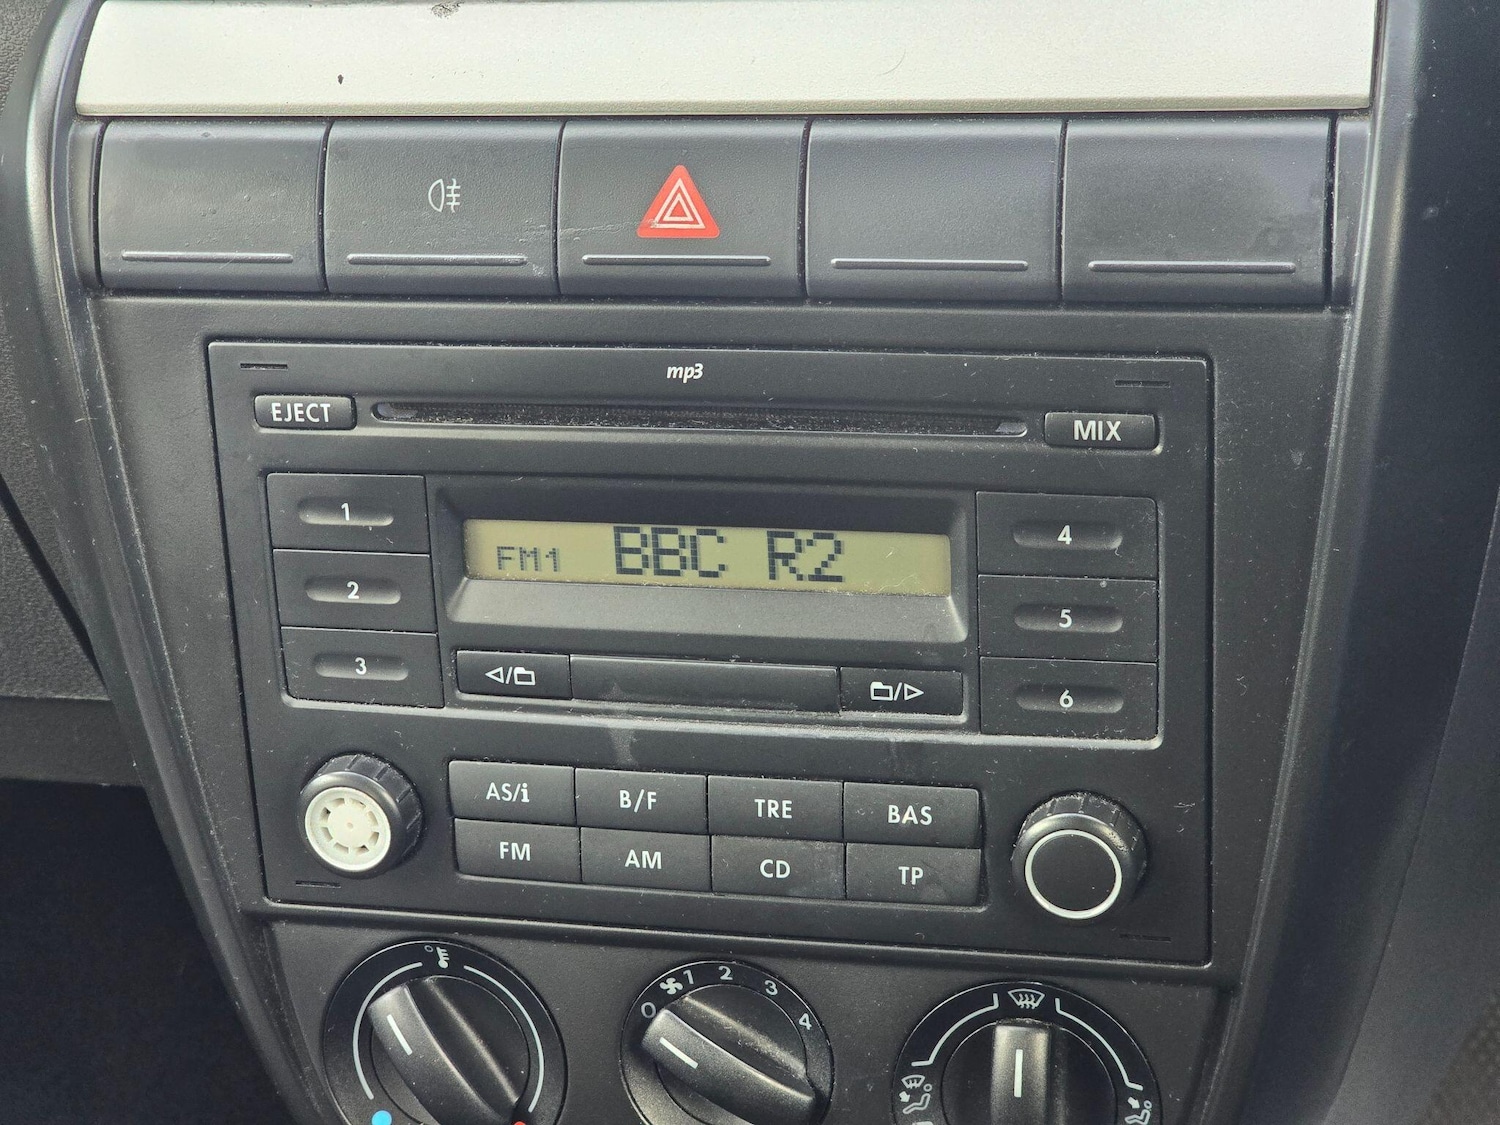 mp3
EJECT
MIX
1
4
FM1 BBC R2
2
5
3
6
AS/i B/F TRE BAS
FM AM CD TP
0 1 2 3 4